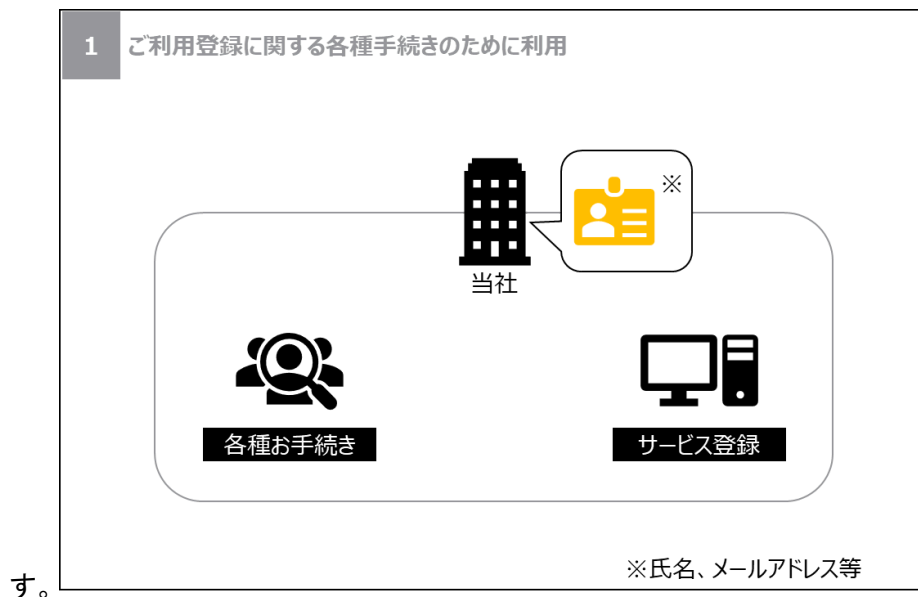 1 ご利用登録に関する各種手続きのために利用
※
当社
各種お手続き
サービス登録
※氏名、メールアドレス等
す。